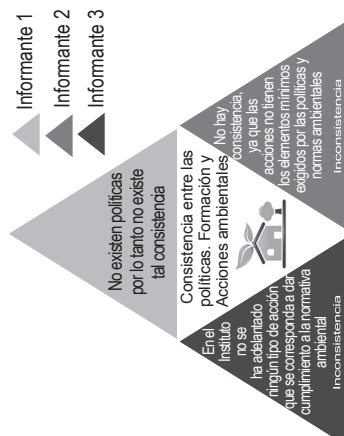 Informante 1
Informante 2
Informante 3
No existen políticas
por lo tanto no existe
tal consistencia
Consistencia entre las
políticas. Formación y
Acciones ambientales
En el
Instituto
no se
ha adelantado
ningún tipo de acción
que se corresponda a dar
cumplimiento a la normativa
ambiental
Inconsistencia
No hay
consistencia,
ya que las
acciones no tienen
los elementos mínimos
exigidos por las políticas y
normas ambientales
Inconsistencia